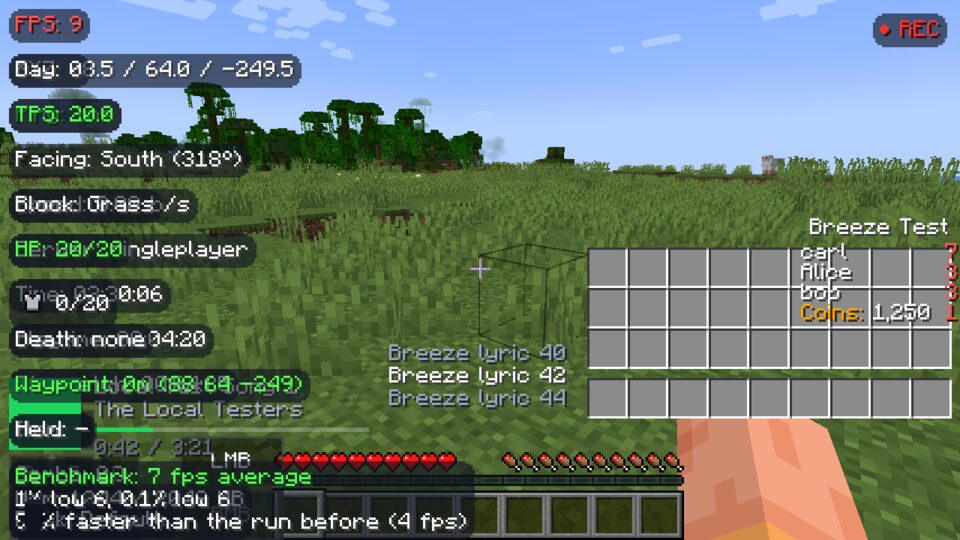 FPS: 9
REC
Day: 03.5 / 64.0 / -249.5
TPS: 20.0
Facing: South (318°)
Block: Grass
HP: 20/20 ingleplayer
0/20
Death: none
04:20
Waypoint: 0m (88 64 -249)
The Local Testers
Held: -
0:42 / 3:21
LMB
Benchmark: 7 fps average
1% low 6, 0.1% low 6
% faster than the run before (4 fps)
Breeze lyric 40
Breeze lyric 42
Breeze lyric 44
Breeze Test
carl 7
Alice 3
bob 3
Coins: 1,250 1